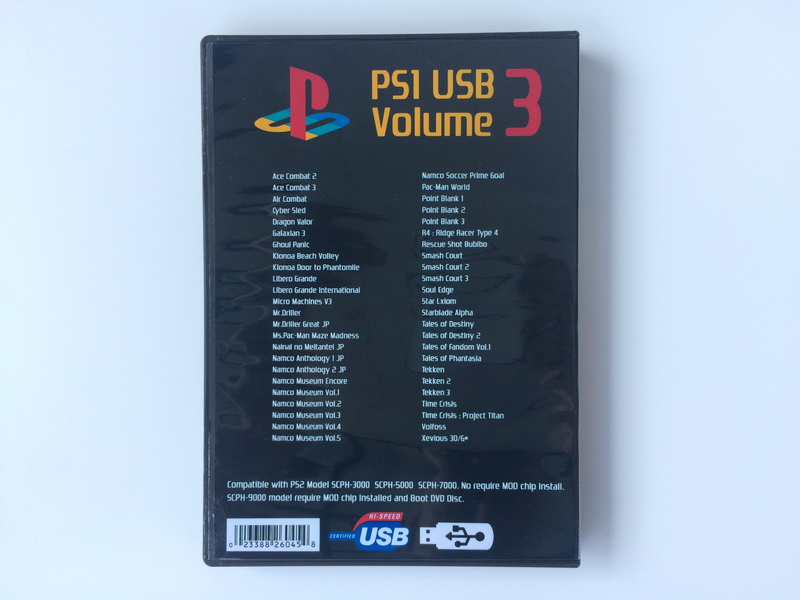 PS1 USB
Volume 3
Ace Combat 2
Ace Combat 3
Air Combat
Cyber Sled
Dragon Valor
Galaxian 3
Ghoul Panic
Klonoa Beach Volley
Klonoa Door to Phantomile
Libero Grande
Libero Grande International
Micro Machines V3
Mr.Driller
Mr.Driller Great JP
Ms.Pac-Man Maze Madness
Nainai no Meitantei JP
Namco Anthology 1 JP
Namco Anthology 2 JP
Namco Museum Encore
Namco Museum Vol.1
Namco Museum Vol.2
Namco Museum Vol.3
Namco Museum Vol.4
Namco Museum Vol.5
Namco Soccer Prime Goal
Pac-Man World
Point Blank 1
Point Blank 2
Point Blank 3
R4 : Ridge Racer Type 4
Rescue Shot Bubibo
Smash Court
Smash Court 2
Smash Court 3
Soul Edge
Star Lxiom
Starblade Alpha
Tales of Destiny
Tales of Destiny 2
Tales of Fandom Vol.1
Tales of Phantasia
Tekken
Tekken 2
Tekken 3
Time Crisis
Time Crisis : Project Titan
Volfoss
Xevious 3D/G+
Compatible with PS2 Model SCPH-3000 SCPH-5000 SCPH-7000. No require MOD chip install.
SCPH-9000 model require MOD chip installed and Boot DVD Disc.
0 23388 26045 8
HI-SPEED
CERTIFIED USB